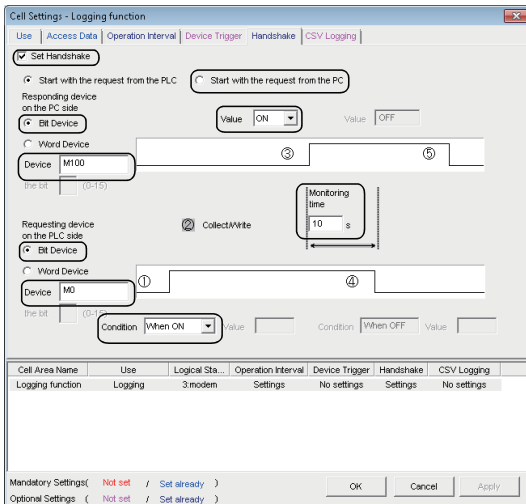 Cell Settings - Logging function
Use Access Data Operation Interval Device Trigger Handshake CSV Logging
Set Handshake
Start with the request from the PLC Start with the request from the PC
Responding device
on the PC side
Bit Device
Value ON Value OFF
Word Device
③ ⑤
Device M100
the bit (0-15)
Monitoring
time
10 s
Requesting device
on the PLC side
② Collect/Write
Bit Device
Word Device
① ④
Device M0
the bit (0-15)
Condition When ON Value Condition When OFF Value
Cell Area Name Use Logical Sta... Operation Interval Device Trigger Handshake CSV Logging
Logging function Logging 3:modem Settings No settings Settings No settings
Mandatory Settings( Not set / Set already )
Optional Settings ( Not set / Set already )
OK Cancel Apply